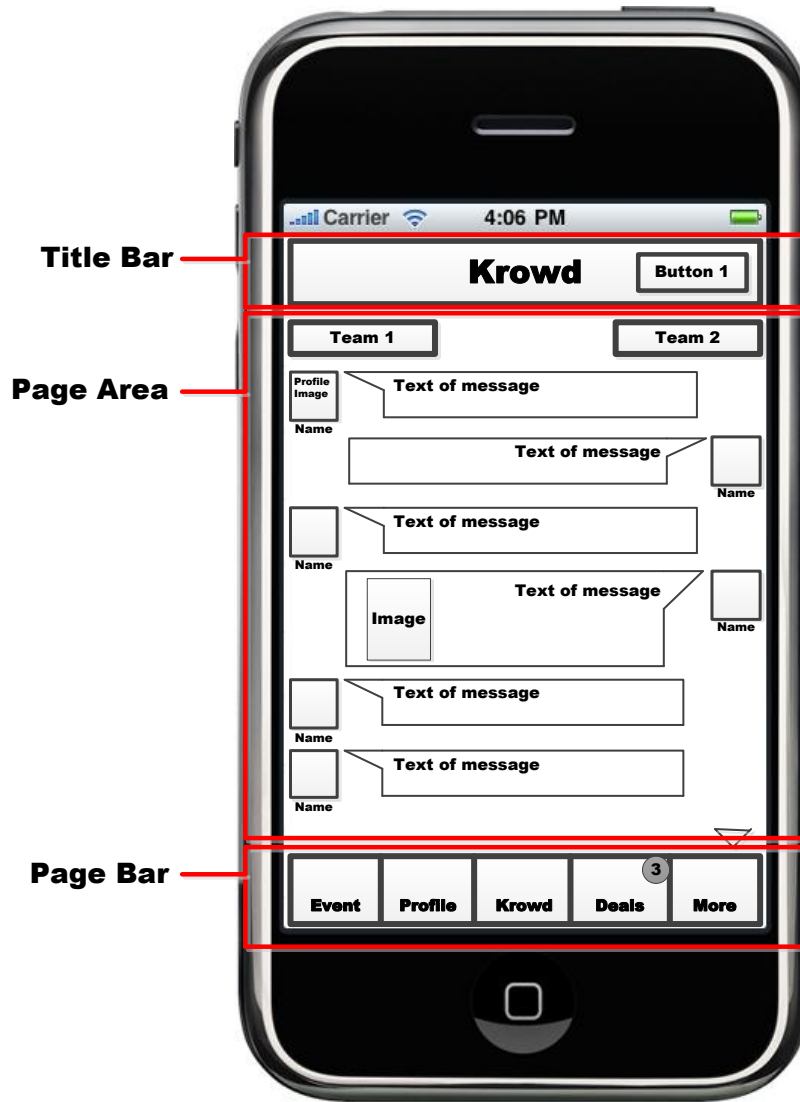 Carrier 4:06 PM
Title Bar
Krowd Button 1
Team 1 Team 2
Page Area
Profile
Image
Text of message
Name
Text of message
Name
Text of message
Name
Text of message
Image
Name
Text of message
Name
Text of message
Name
Page Bar
3
Event Profile Krowd Deals More